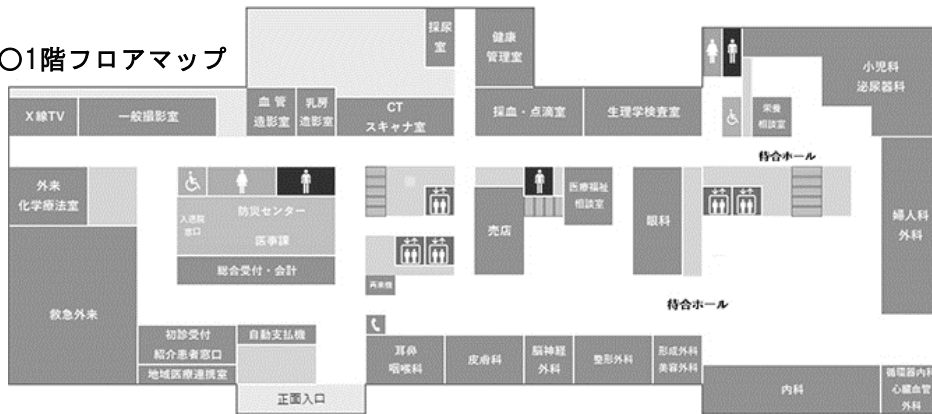 〇1階フロアマップ
採尿
室
健康
管理室
小児科
泌尿器科
X線TV
一般撮影室
血管
造影室
乳房
造影室
CT
スキャナ室
採血・点滴室
生理学検査室
栄養
相談室
待合ホール
外来
化学療法室
入退院
窓口
防災センター
医事課
総合受付・会計
売店
医療福祉
相談室
眼科
婦人科
外科
再来機
待合ホール
救急外来
初診受付
紹介患者窓口
地域医療連携室
自動支払機
正面入口
耳鼻
咽喉科
皮膚科
脳神経
外科
整形外科
形成外科
美容外科
内科
循環器内科
心臓血管
外科